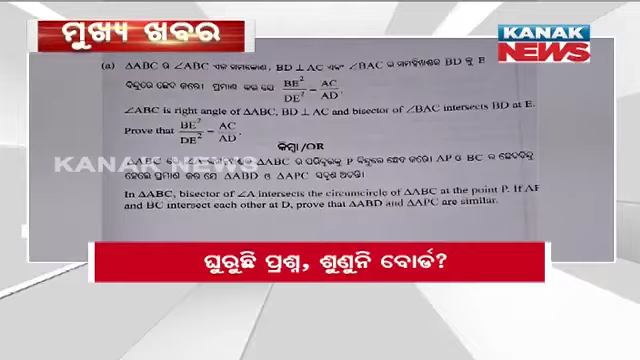 ମୁଖ୍ୟ ଖବର
KANAK
NEWS
(a) ΔABC ର ∠ABC ଏକ ସମକୋଣ, BD ⊥ AC ଏବଂ ∠BAC ର ସମଦ୍ବିଖଣ୍ଡକ BD କୁ E
ବିନ୍ଦୁରେ ଛେଦ କରେ। ପ୍ରମାଣ କର ଯେ BE²/DE² = AC/AD.
∠ABC is right angle of ΔABC, BD ⊥ AC and bisector of ∠BAC intersects BD at E.
Prove that BE²/DE² = AC/AD.
କିମ୍ବା/OR
KANAK NEWS
ΔABC ର ΔABC ର ପରିବୃତ୍ତକୁ P ବିନ୍ଦୁରେ ଛେଦ କରେ। AP ଓ BC ର ଛେଦବିନ୍ଦୁ
ହେଲେ ପ୍ରମାଣ କର ଯେ ΔABD ଓ ΔAPC ସଦୃଶ ଅଟନ୍ତି।
In ΔABC, bisector of ∠A intersects the circumcircle of ΔABC at the point P. If AP
and BC intersect each other at D, prove that ΔABD and ΔAPC are similar.
ଘୁରୁଛି ପ୍ରଶ୍ନ, ଶୁଣୁନି ବୋର୍ଡ?